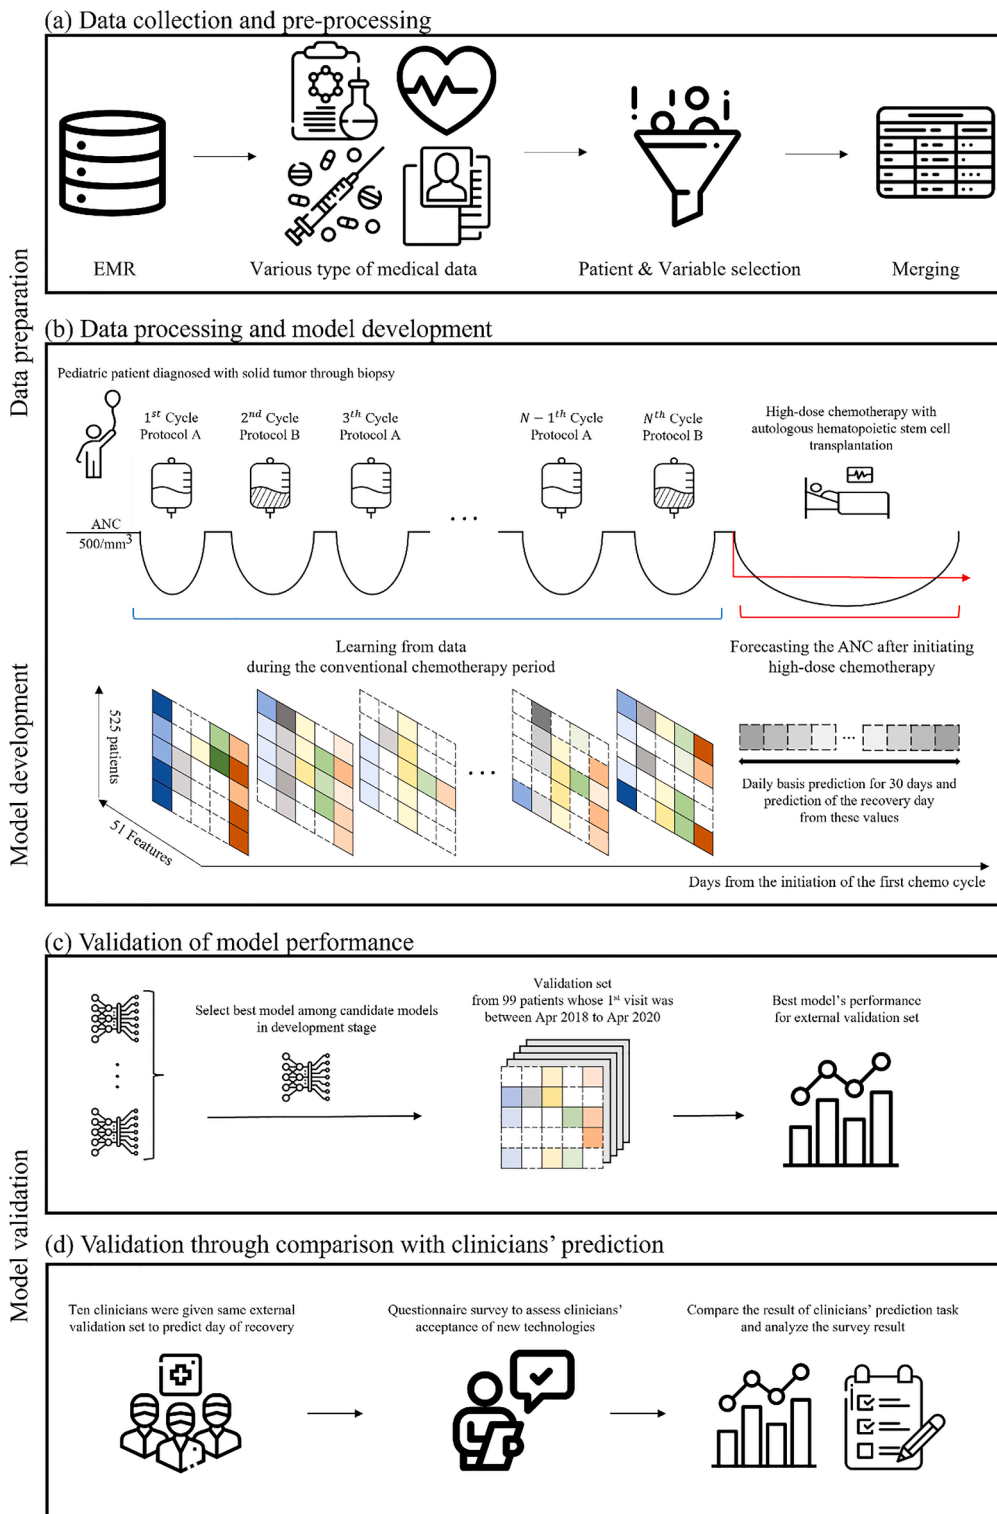 (a) Data collection and pre-processing
EMR
Various type of medical data
Patient & Variable selection
Merging
Data preparation
(b) Data processing and model development
Pediatric patient diagnosed with solid tumor through biopsy
1st Cycle
Protocol A
2nd Cycle
Protocol B
3th Cycle
Protocol A
N − 1th Cycle
Protocol A
Nth Cycle
Protocol B
High-dose chemotherapy with
autologous hematopoietic stem cell
transplantation
...
ANC
500/mm3
Learning from data
during the conventional chemotherapy period
Forecasting the ANC after initiating
high-dose chemotherapy
Model development
525 patients
51 Features
...
...
Daily basis prediction for 30 days and
prediction of the recovery day
from these values
Days from the initiation of the first chemo cycle
(c) Validation of model performance
Select best model among candidate models
in development stage
Validation set
from 99 patients whose 1st visit was
between Apr 2018 to Apr 2020
Best model's performance
for external validation set
Model validation
(d) Validation through comparison with clinicians' prediction
Ten clinicians were given same external
validation set to predict day of recovery
Questionnaire survey to assess clinicians'
acceptance of new technologies
Compare the result of clinicians' prediction task
and analyze the survey result